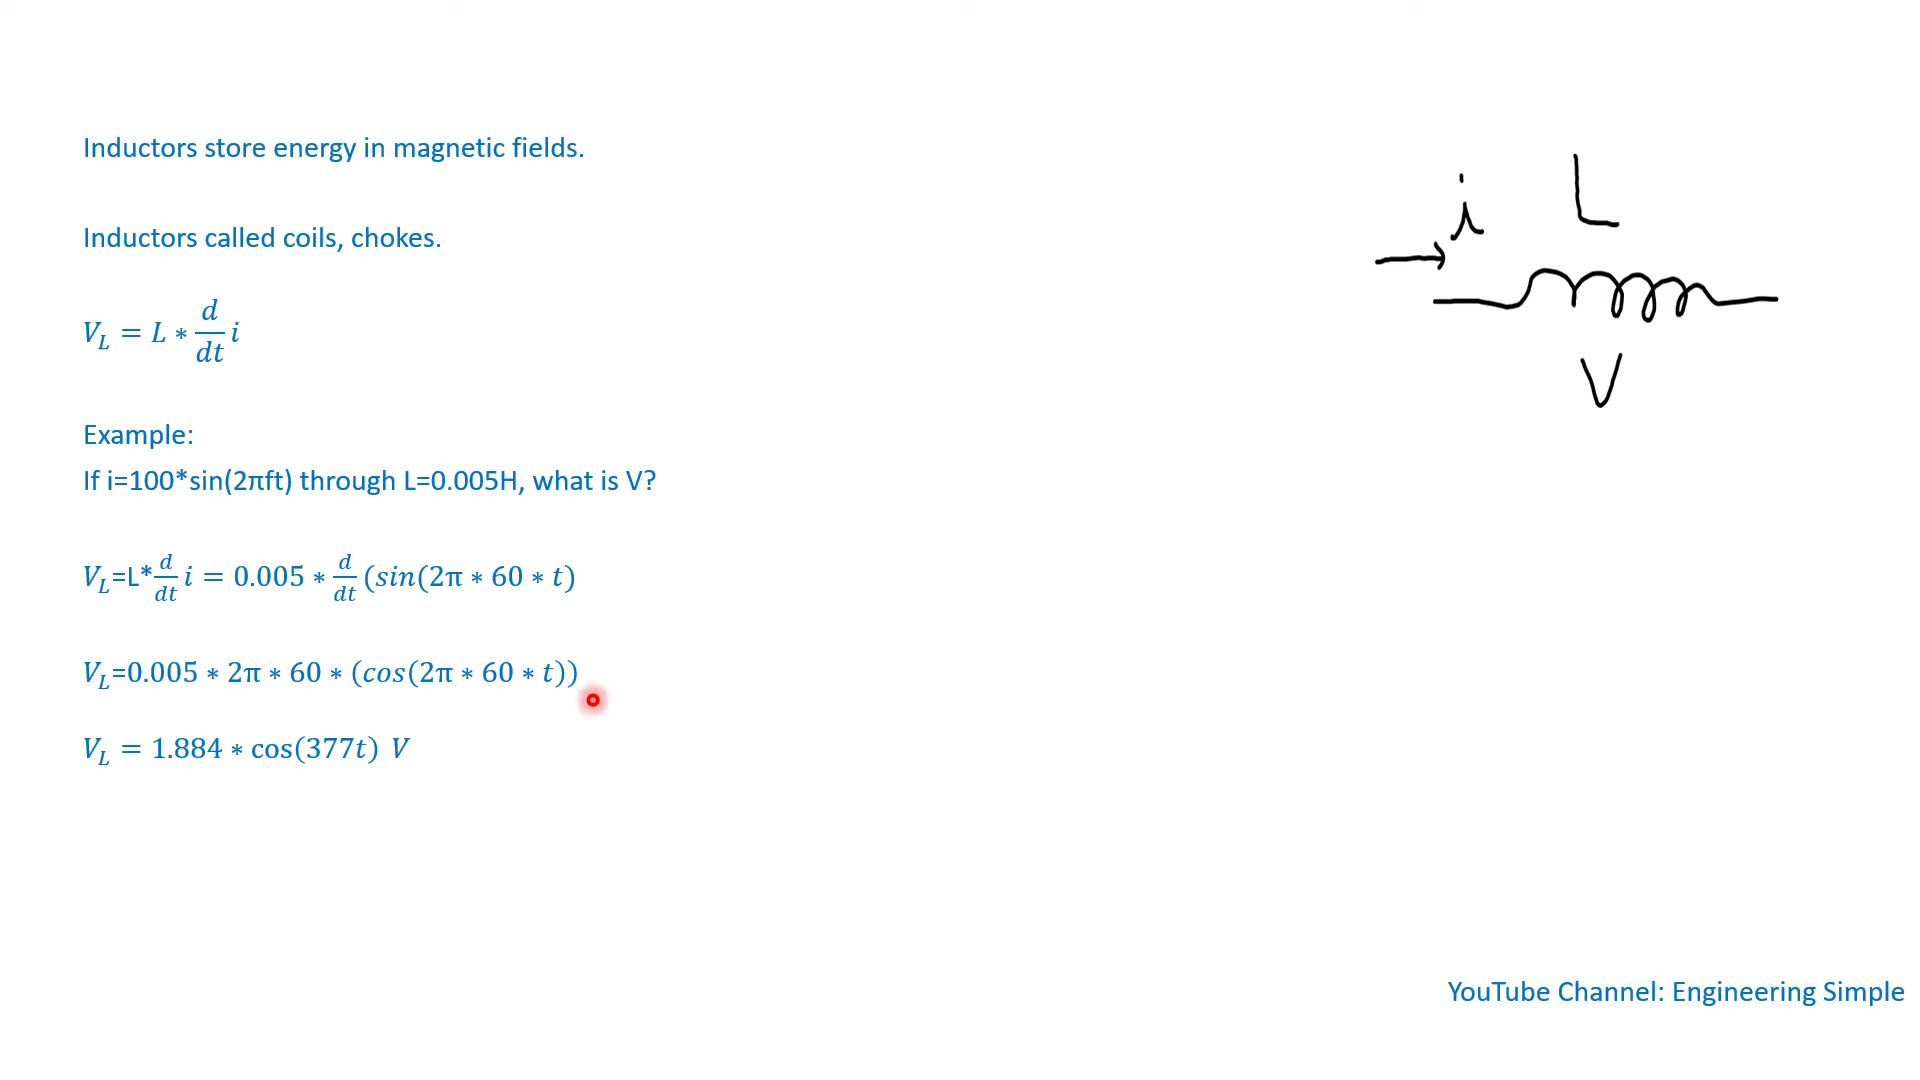 Inductors store energy in magnetic fields.
i
L
Inductors called coils, chokes.
V_L = L * d/dt i
V
Example:
If i=100*sin(2πft) through L=0.005H, what is V?
V_L=L* d/dt i = 0.005 * d/dt (sin(2π * 60 * t)
V_L=0.005 * 2π * 60 * (cos(2π * 60 * t))
V_L = 1.884 * cos(377t) V
YouTube Channel: Engineering Simple